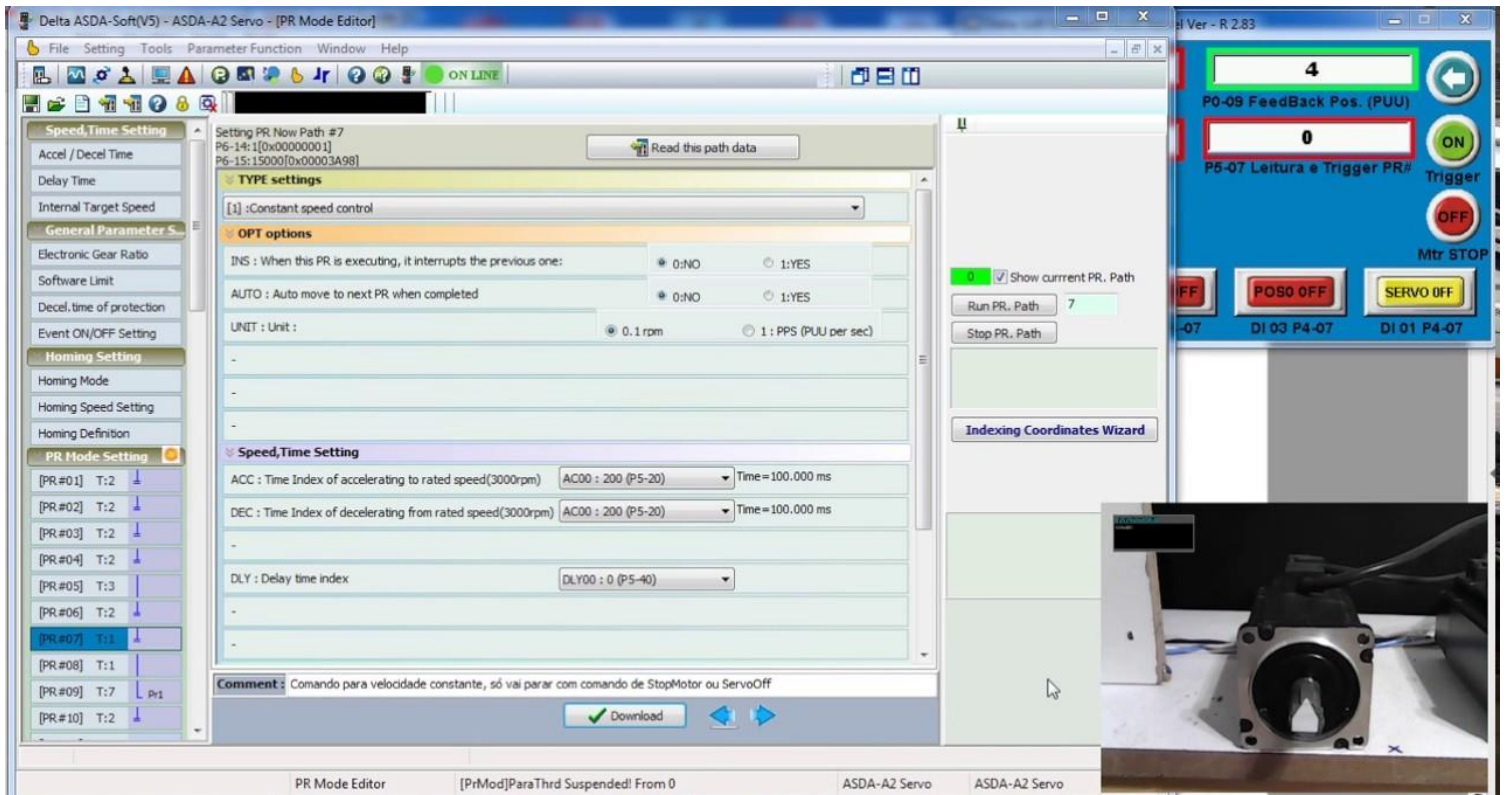 Delta ASDA-Soft(V5) - ASDA-A2 Servo - [PR Mode Editor]
File Setting Tools Parameter Function Window Help
ON LINE
Speed,Time Setting
Accel / Decel Time
Delay Time
Internal Target Speed
General Parameter S...
Electronic Gear Ratio
Software Limit
Decel.time of protection
Event ON/OFF Setting
Homing Setting
Homing Mode
Homing Speed Setting
Homing Definition
PR Mode Setting
[PR#01] T:2
[PR#02] T:2
[PR#03] T:2
[PR#04] T:2
[PR#05] T:3
[PR#06] T:2
[PR#07] T:1
[PR#08] T:1
[PR#09] T:7 Pr1
[PR#10] T:2
Setting PR Now Path #7
P6-14:1[0x00000001]
P6-15:15000[0x00003A98]
Read this path data
TYPE settings
[1] :Constant speed control
OPT options
INS : When this PR is executing, it interrupts the previous one: 0:NO 1:YES
AUTO : Auto move to next PR when completed 0:NO 1:YES
UNIT : Unit : 0.1 rpm 1 : PPS (PUU per sec)
-
-
-
Speed,Time Setting
ACC : Time Index of accelerating to rated speed(3000rpm) AC00 : 200 (P5-20) Time=100.000 ms
DEC : Time Index of decelerating from rated speed(3000rpm) AC00 : 200 (P5-20) Time=100.000 ms
-
DLY : Delay time index DLY00 : 0 (P5-40)
-
-
Comment : Comando para velocidade constante, só vai parar com comando de StopMotor ou ServoOff
Download
0 Show currrent PR. Path
Run PR. Path 7
Stop PR. Path
Indexing Coordinates Wizard
PR Mode Editor [PrMod]ParaThrd Suspended! From 0 ASDA-A2 Servo ASDA-A2 Servo
Ver - R 2.83
4
P0-09 FeedBack Pos. (PUU)
0
P5-07 Leitura e Trigger PR#
ON
Trigger
OFF
Mtr STOP
POS0 OFF
SERVO OFF
-07
DI 03 P4-07
DI 01 P4-07